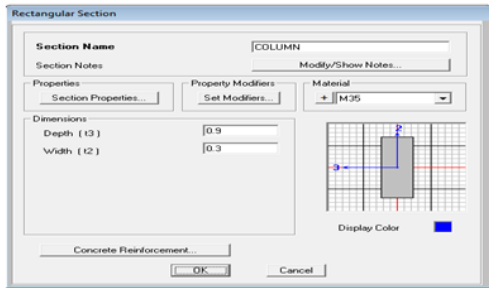 Rectangular Section
Section Name COLUMN
Section Notes Modify/Show Notes...
Properties Property Modifiers Material
Section Properties... Set Modifiers... + M35
Dimensions
Depth ( t3 ) 0.9
Width ( t2 ) 0.3
2
3
Display Color
Concrete Reinforcement...
OK Cancel